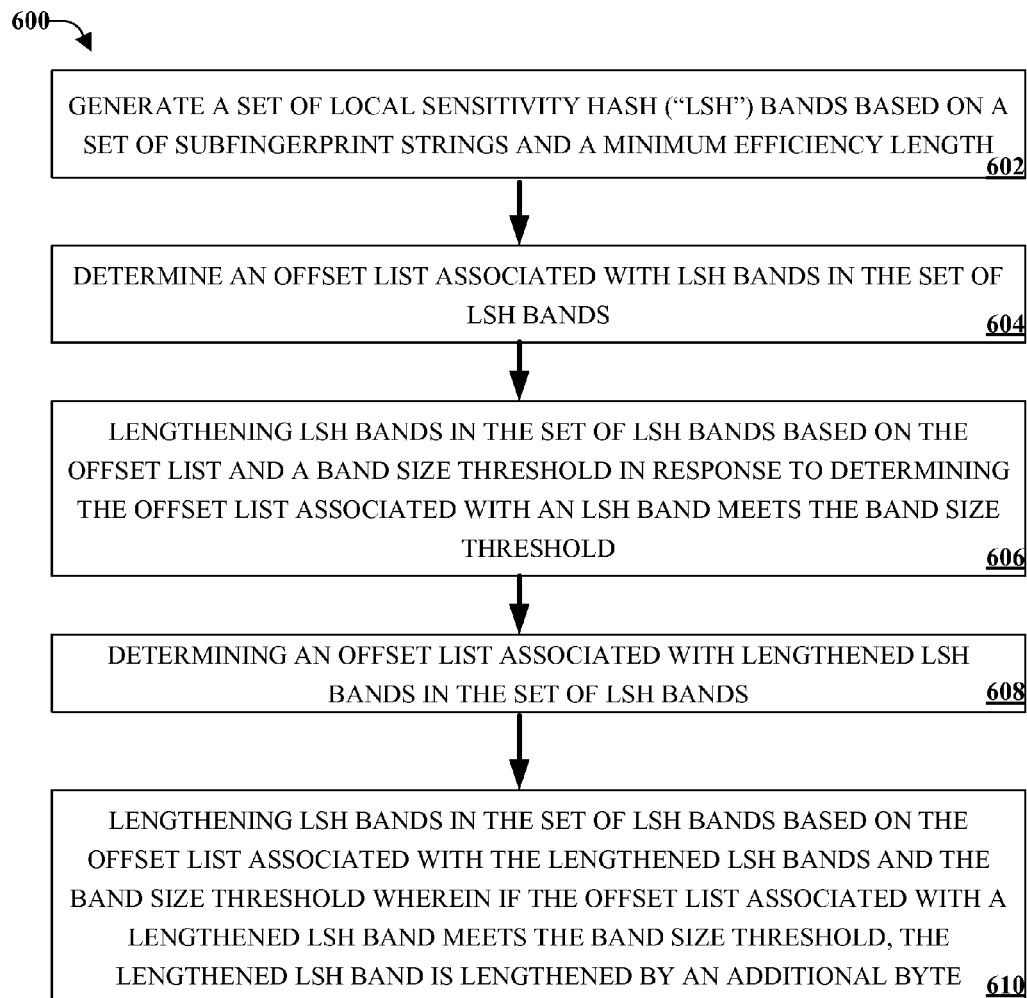 600
GENERATE A SET OF LOCAL SENSITIVITY HASH (“LSH”) BANDS BASED ON A
SET OF SUBFINGERPRINT STRINGS AND A MINIMUM EFFICIENCY LENGTH
602
DETERMINE AN OFFSET LIST ASSOCIATED WITH LSH BANDS IN THE SET OF
LSH BANDS
604
LENGTHENING LSH BANDS IN THE SET OF LSH BANDS BASED ON THE
OFFSET LIST AND A BAND SIZE THRESHOLD IN RESPONSE TO DETERMINING
THE OFFSET LIST ASSOCIATED WITH AN LSH BAND MEETS THE BAND SIZE
THRESHOLD
606
DETERMINING AN OFFSET LIST ASSOCIATED WITH LENGTHENED LSH
BANDS IN THE SET OF LSH BANDS
608
LENGTHENING LSH BANDS IN THE SET OF LSH BANDS BASED ON THE
OFFSET LIST ASSOCIATED WITH THE LENGTHENED LSH BANDS AND THE
BAND SIZE THRESHOLD WHEREIN IF THE OFFSET LIST ASSOCIATED WITH A
LENGTHENED LSH BAND MEETS THE BAND SIZE THRESHOLD, THE
LENGTHENED LSH BAND IS LENGTHENED BY AN ADDITIONAL BYTE
610